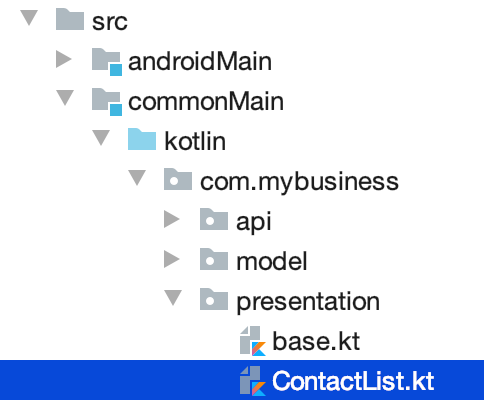 src
androidMain
commonMain
kotlin
com.mybusiness
api
model
presentation
base.kt
ContactList.kt